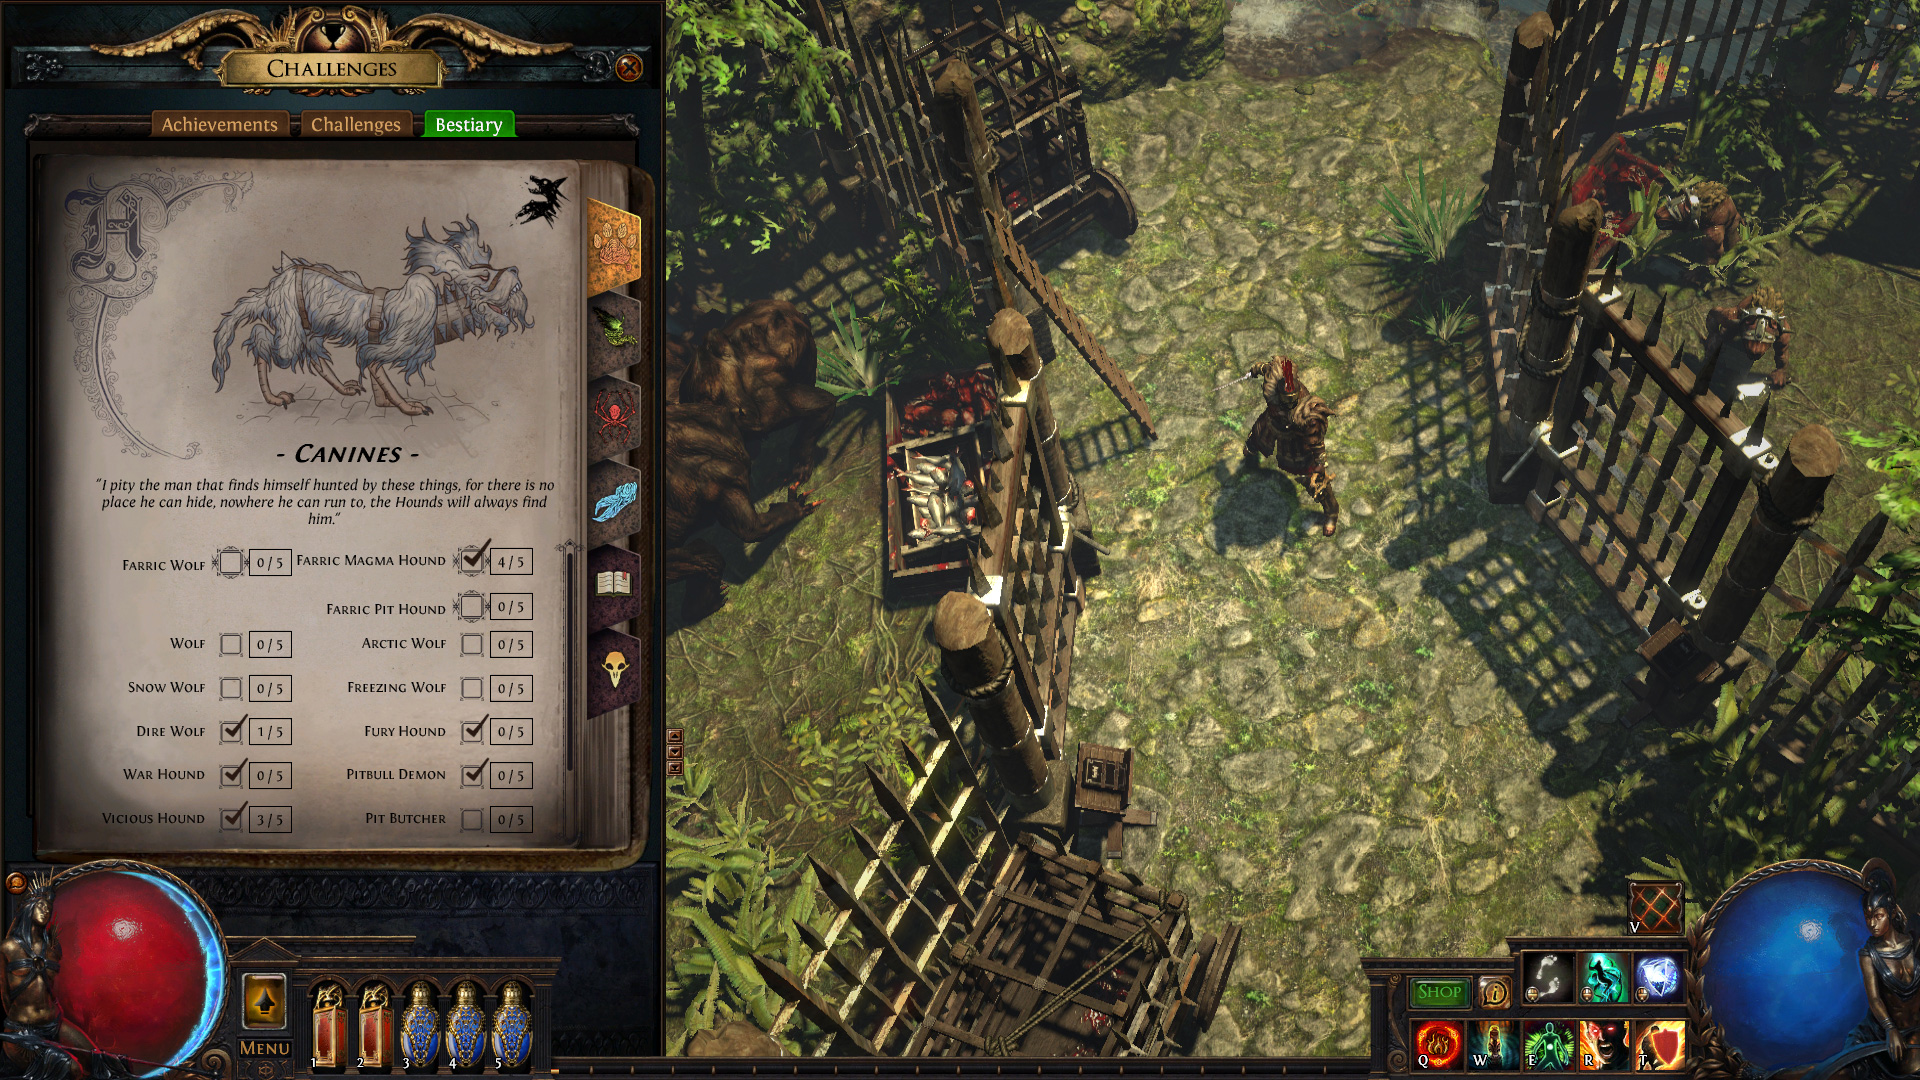 CHALLENGES
Achievements Challenges Bestiary
- CANINES -
"I pity the man that finds himself hunted by these things, for there is no
place he can hide, nowhere he can run to, the Hounds will always find
him."
FARRIC WOLF 0/5 FARRIC MAGMA HOUND 4/5
FARRIC PIT HOUND 0/5
WOLF 0/5 ARCTIC WOLF 0/5
SNOW WOLF 0/5 FREEZING WOLF 0/5
DIRE WOLF 1/5 FURY HOUND 0/5
WAR HOUND 0/5 PITBULL DEMON 0/5
VICIOUS HOUND 3/5 PIT BUTCHER 0/5
V
SHOP
MENU
1 2 3 4 5
Q W E R T